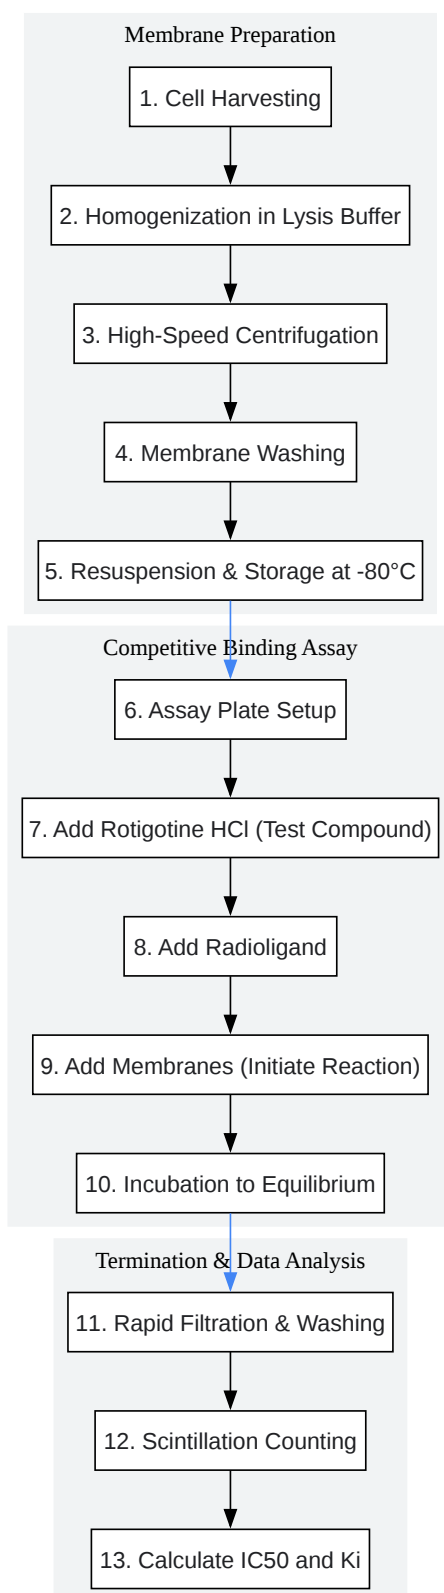 Membrane Preparation
1. Cell Harvesting
2. Homogenization in Lysis Buffer
3. High-Speed Centrifugation
4. Membrane Washing
5. Resuspension & Storage at -80°C
Competitive Binding Assay
6. Assay Plate Setup
7. Add Rotigotine HCl (Test Compound)
8. Add Radioligand
9. Add Membranes (Initiate Reaction)
10. Incubation to Equilibrium
Termination & Data Analysis
11. Rapid Filtration & Washing
12. Scintillation Counting
13. Calculate IC50 and Ki